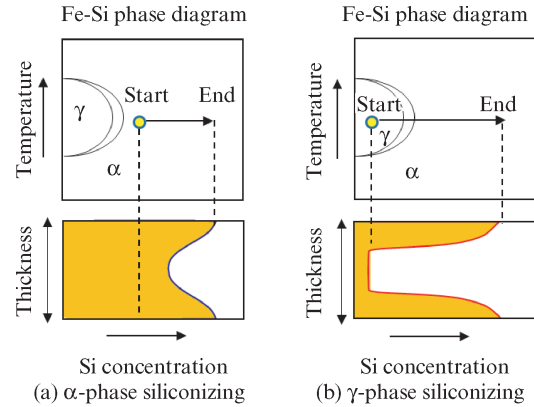 Fe-Si phase diagram
Temperature
γ
Start
End
α
Thickness
Si concentration
(a) α-phase siliconizing
Fe-Si phase diagram
Temperature
Start
End
γ
α
Thickness
Si concentration
(b) γ-phase siliconizing